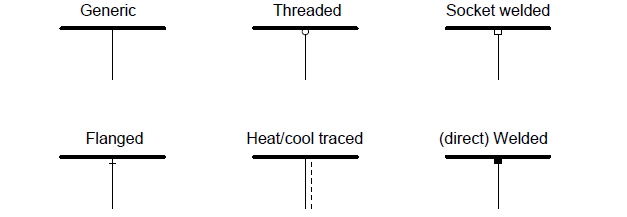 Generic
Threaded
Socket welded
Flanged
Heat/cool traced
(direct) Welded